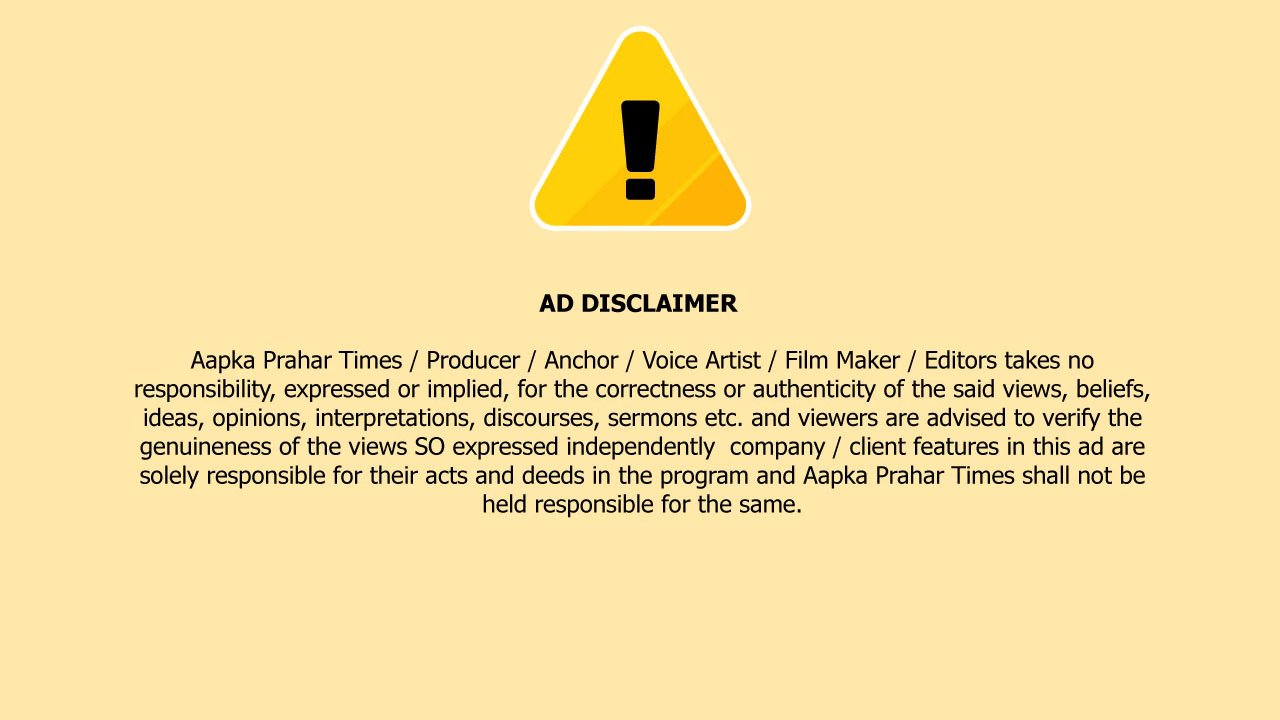 AD DISCLAIMER
Aapka Prahar Times / Producer / Anchor / Voice Artist / Film Maker / Editors takes no
responsibility, expressed or implied, for the correctness or authenticity of the said views, beliefs,
ideas, opinions, interpretations, discourses, sermons etc. and viewers are advised to verify the
genuineness of the views SO expressed independently  company / client features in this ad are
solely responsible for their acts and deeds in the program and Aapka Prahar Times shall not be
held responsible for the same.